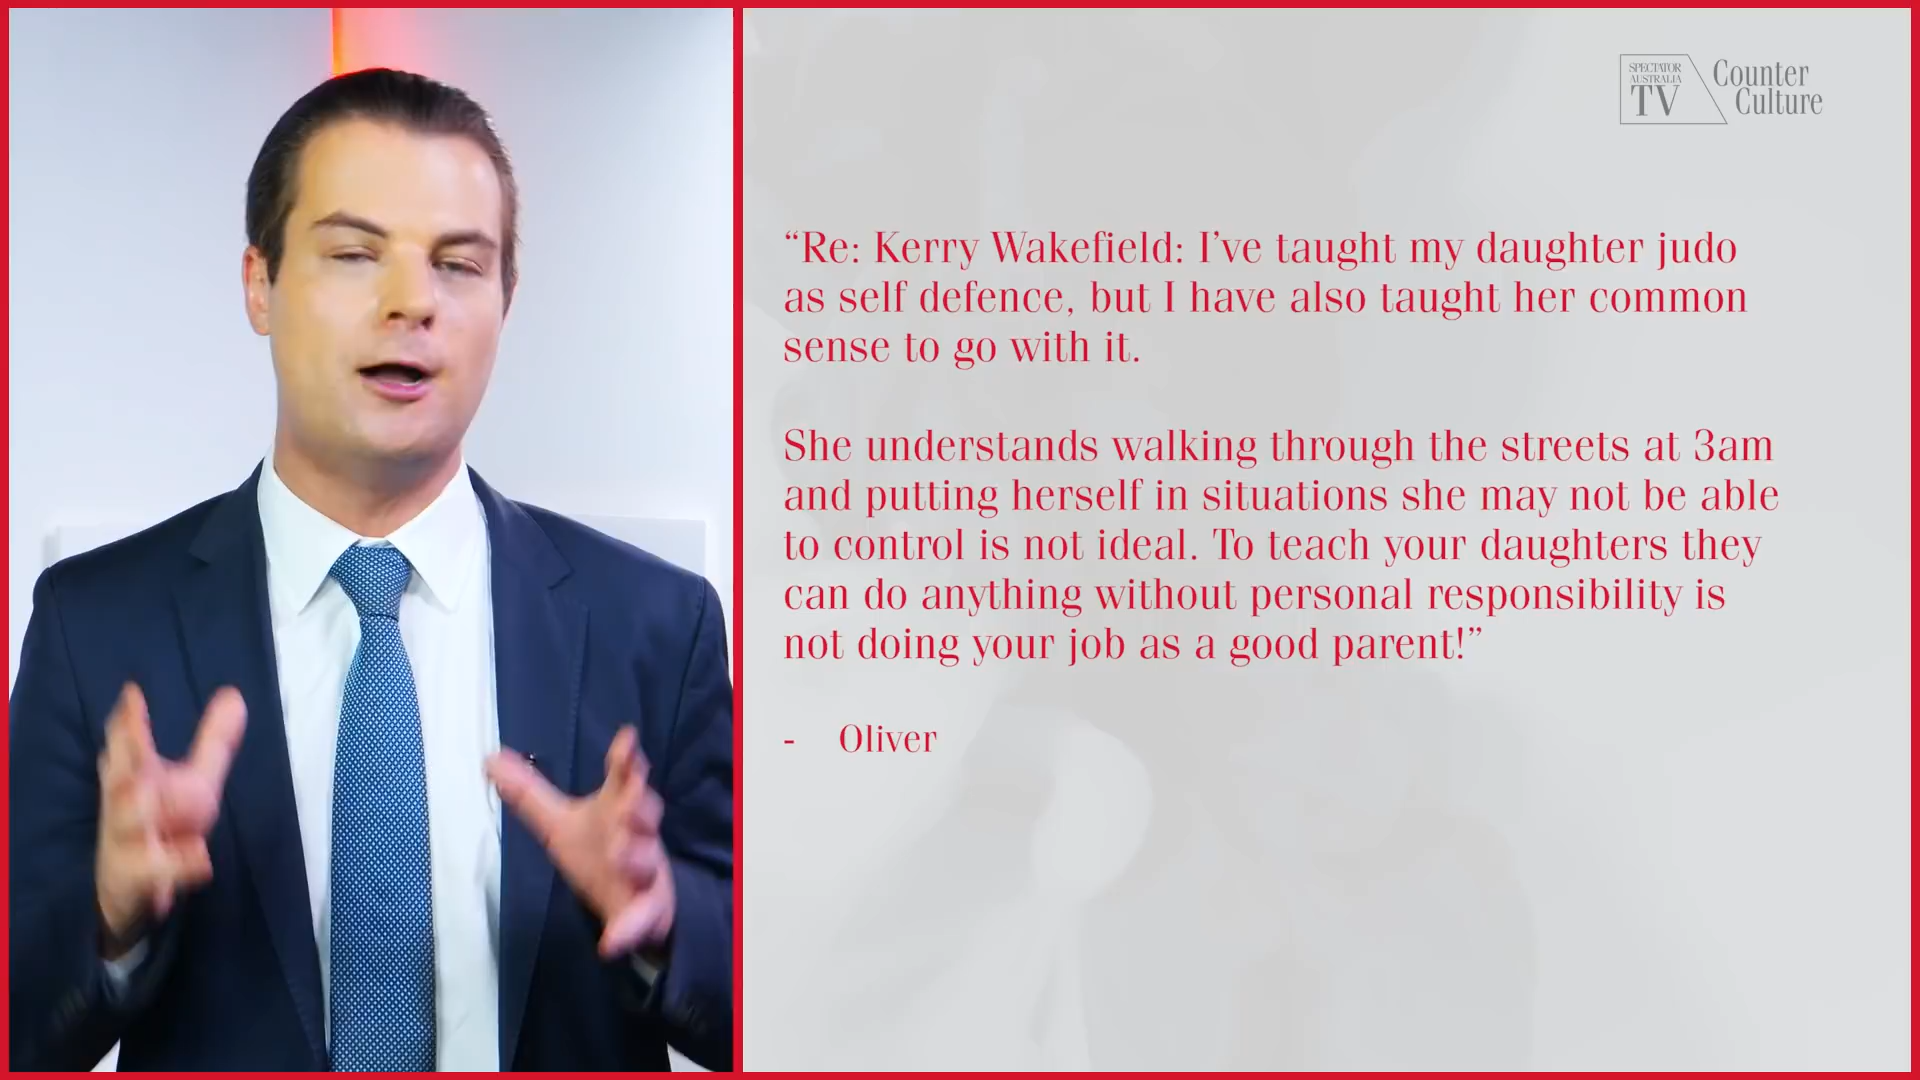 SPECTATOR
AUSTRALIA
TV
Counter
Culture
“Re: Kerry Wakefield: I’ve taught my daughter judo
as self defence, but I have also taught her common
sense to go with it.
She understands walking through the streets at 3am
and putting herself in situations she may not be able
to control is not ideal. To teach your daughters they
can do anything without personal responsibility is
not doing your job as a good parent!”
- Oliver